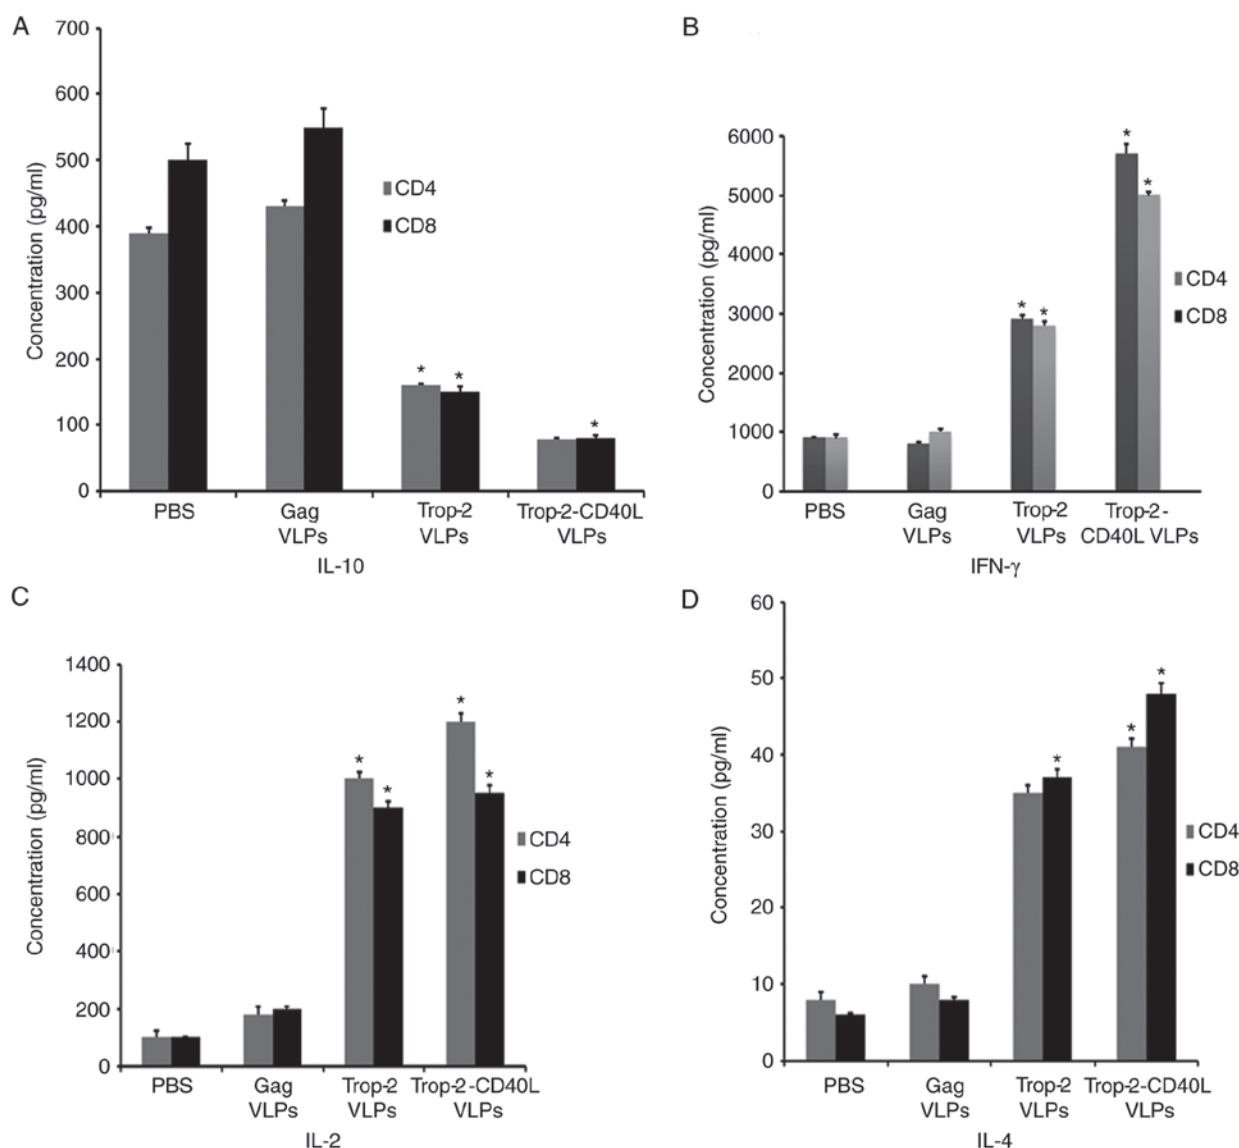 A
700
600
500
400
300
200
100
0
Concentration (pg/ml)
CD4
CD8
* * *
PBS Gag VLPs Trop-2 VLPs Trop-2-CD40L VLPs
IL-10
B
6000
5000
4000
3000
2000
1000
0
Concentration (pg/ml)
CD4
CD8
* * * *
PBS Gag VLPs Trop-2 VLPs Trop-2-CD40L VLPs
IFN-γ
C
1400
1200
1000
800
600
400
200
0
Concentration (pg/ml)
CD4
CD8
* * * *
PBS Gag VLPs Trop-2 VLPs Trop-2-CD40L VLPs
IL-2
D
60
50
40
30
20
10
0
Concentration (pg/ml)
CD4
CD8
* * *
PBS Gag VLPs Trop-2 VLPs Trop-2-CD40L VLPs
IL-4